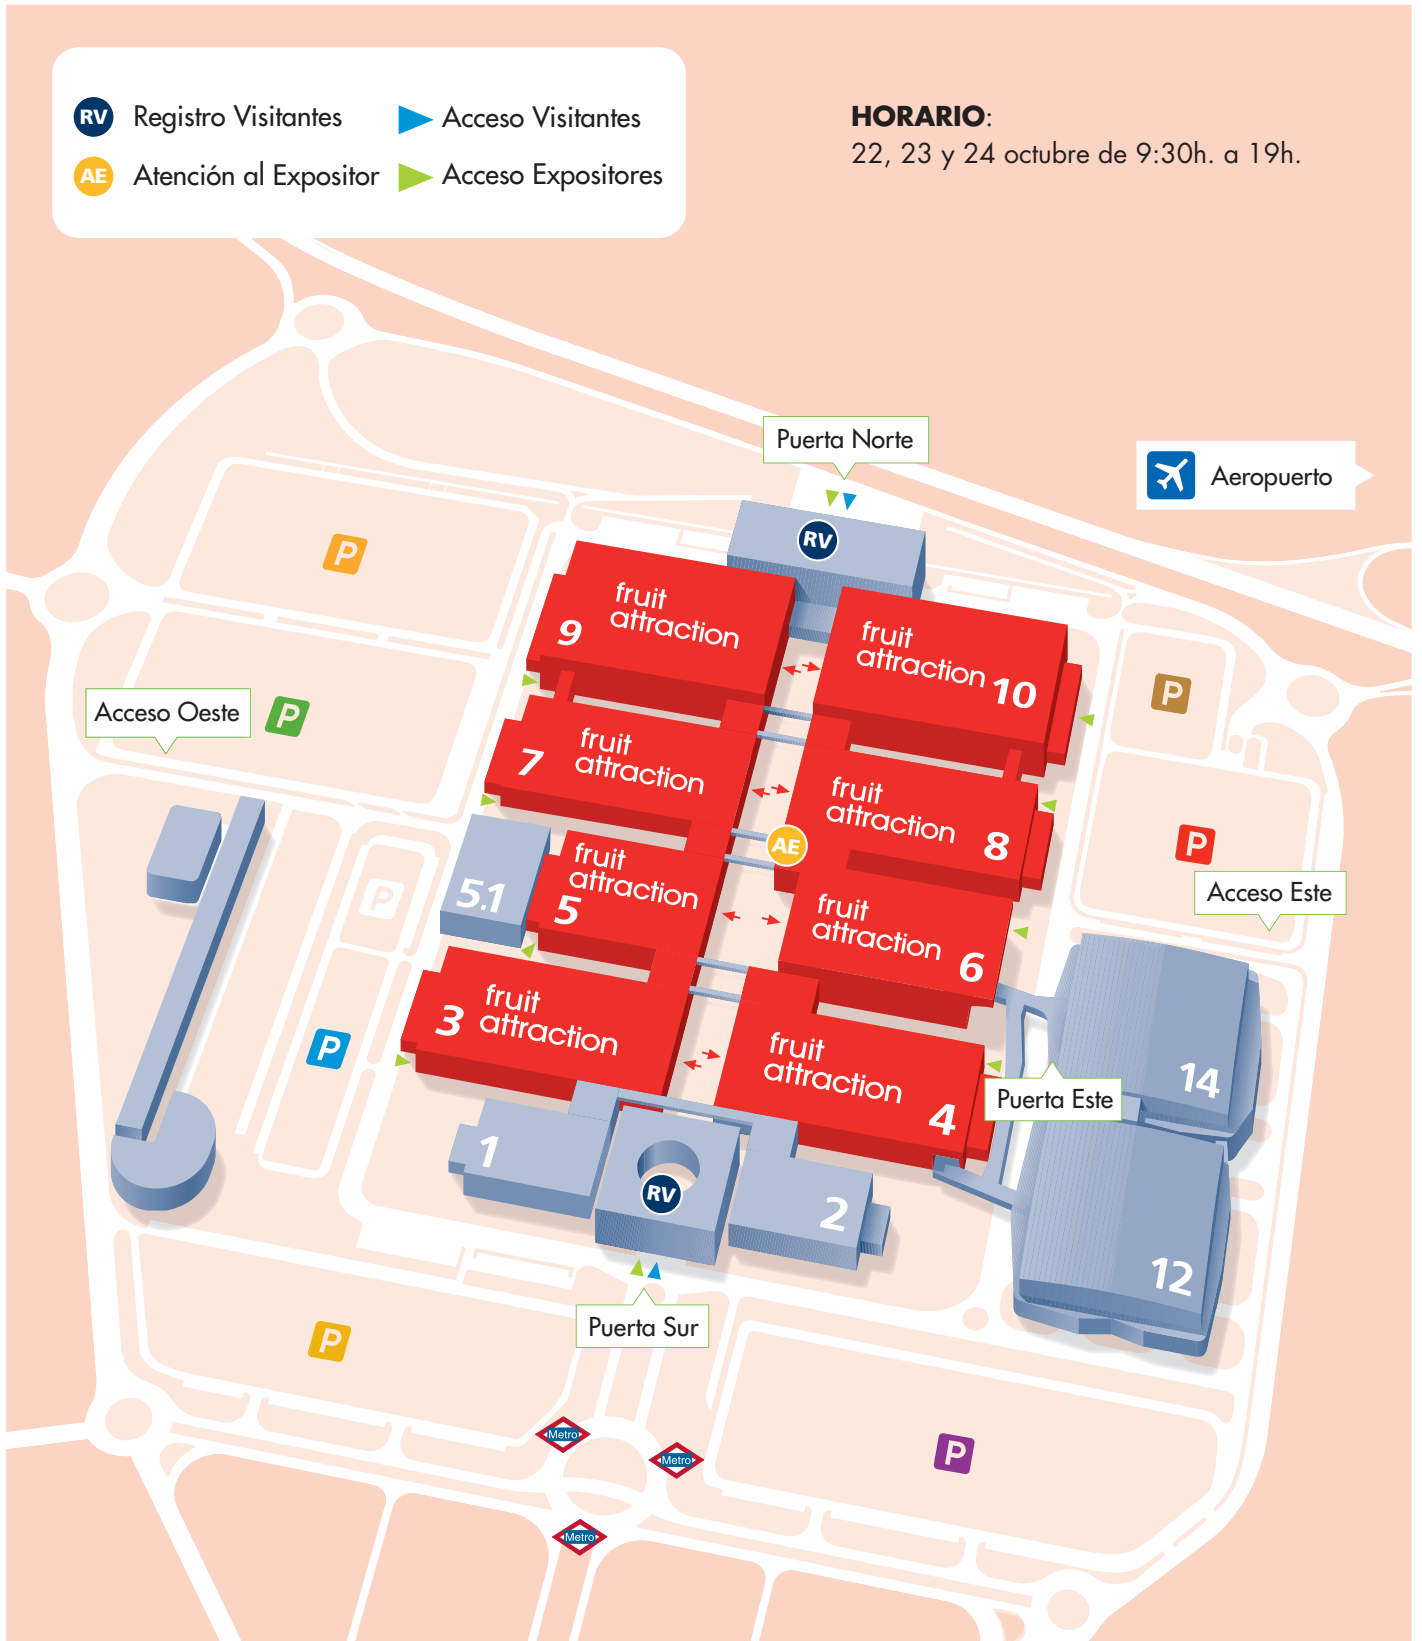 RV Registro Visitantes
Acceso Visitantes
AE Atención al Expositor
Acceso Expositores
HORARIO:
22, 23 y 24 octubre de 9:30h. a 19h.
Puerta Norte
Aeropuerto
RV
P
fruit
attraction
9
fruit
attraction
10
P
Acceso Oeste
P
fruit
attraction
7
fruit
attraction
8
AE
P
Acceso Este
5.1
fruit
attraction
5
P
fruit
attraction
6
fruit
attraction
3
P
fruit
attraction
4
14
Puerta Este
1
RV
2
12
Puerta Sur
P
Metro
Metro
P
Metro